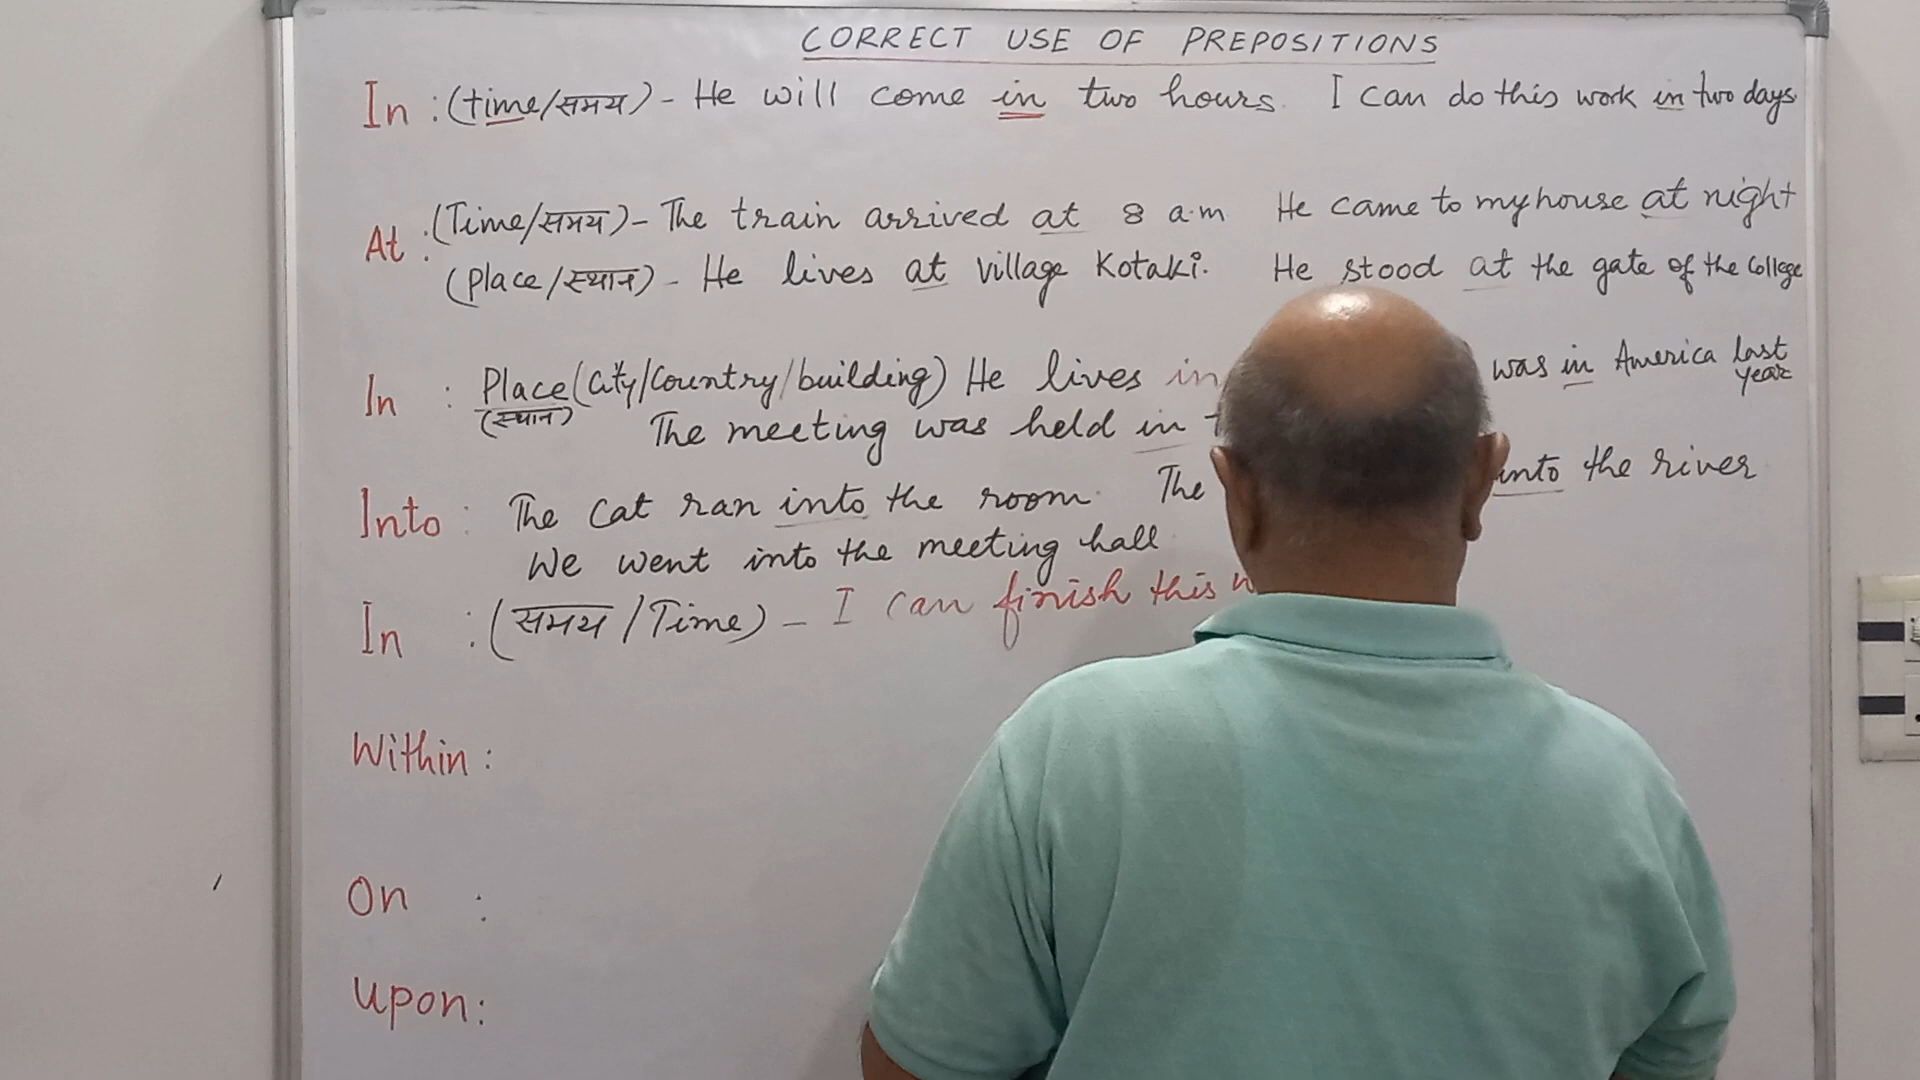 CORRECT USE OF PREPOSITIONS
In : (time/समय) - He will come in two hours. I can do this work in two days
At : (Time/समय) - The train arrived at 8 a.m He came to my house at night
(Place/स्थान) - He lives at village Kotaki. He stood at the gate of the College
In : Place (City/Country/building) He lives in was in America last year
(स्थान) The meeting was held in
Into : The cat ran into the room. The into the river
We went into the meeting hall
In : (समय/Time) - I can finish this
Within :
On :
Upon :